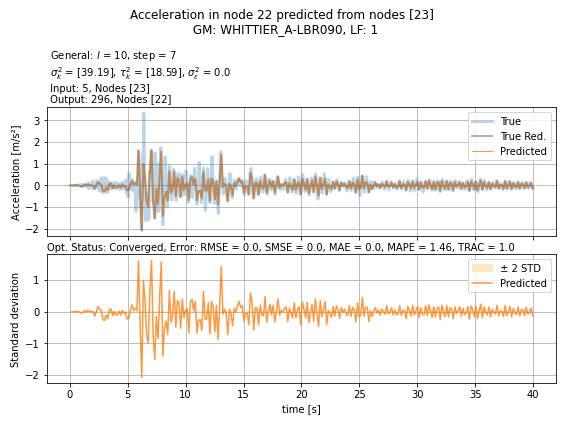 Acceleration in node 22 predicted from nodes [23]
GM: WHITTIER_A-LBR090, LF: 1
General: l = 10, step = 7
σ²ₖ = [39.19], τ²ₖ = [18.59], σ²ε = 0.0
Input: 5, Nodes [23]
Output: 296, Nodes [22]
Acceleration [m/s²]
3
2
1
0
−1
−2
True
True Red.
Predicted
Opt. Status: Converged, Error: RMSE = 0.0, SMSE = 0.0, MAE = 0.0, MAPE = 1.46, TRAC = 1.0
Standard deviation
1
0
−1
−2
± 2 STD
Predicted
0 5 10 15 20 25 30 35 40
time [s]